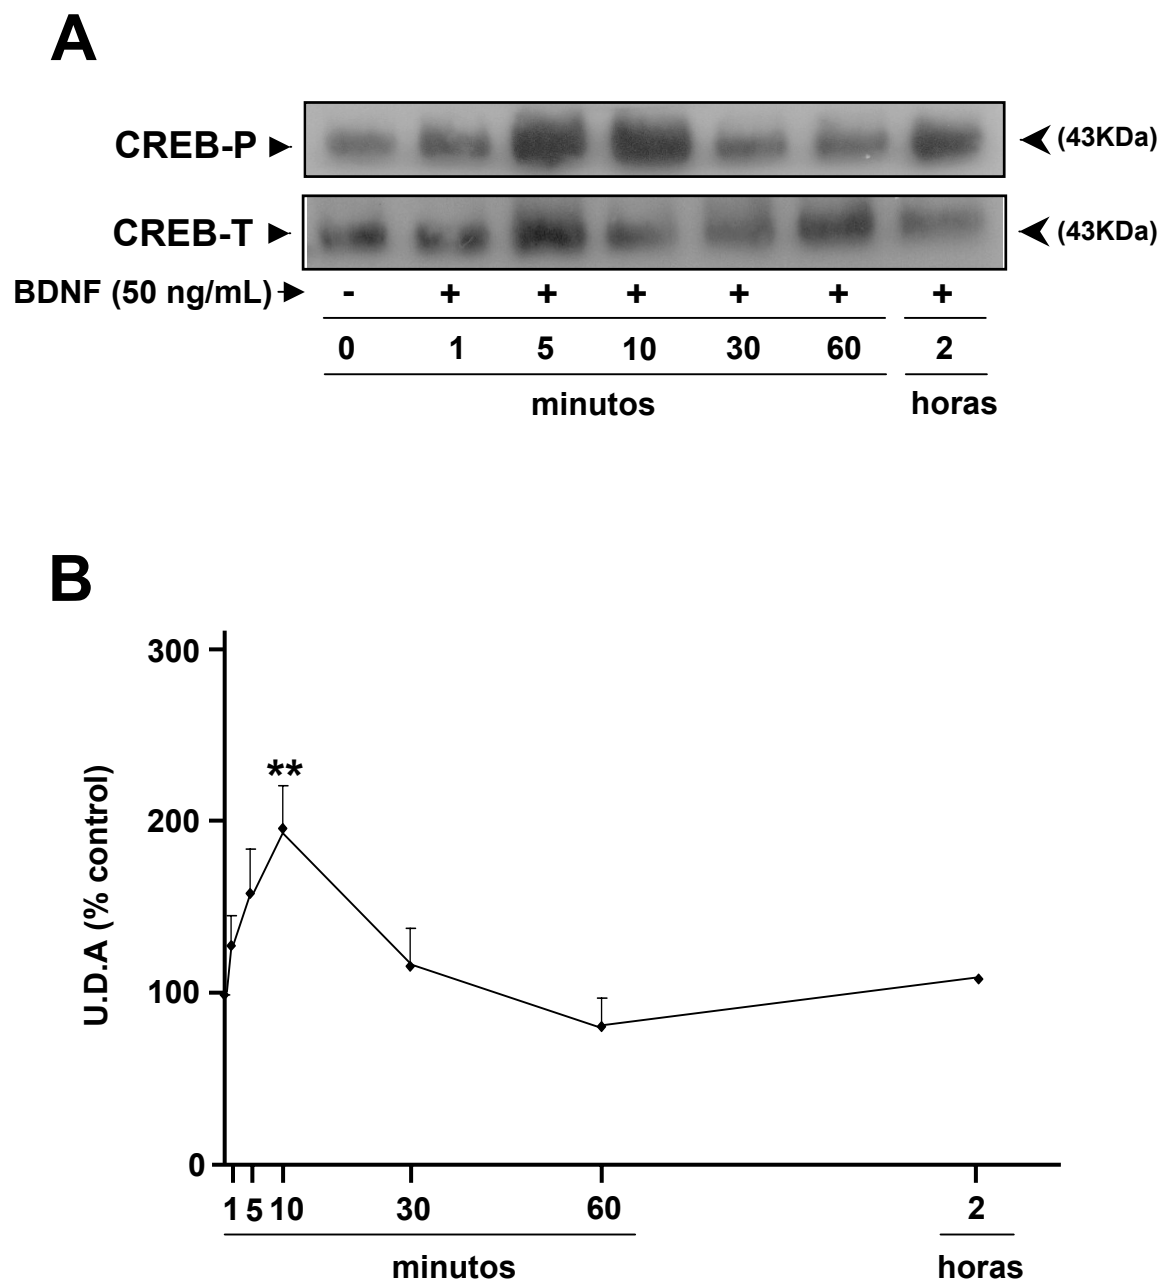 A
CREB-P (43KDa)
CREB-T (43KDa)
BDNF (50 ng/mL) - + + + + + +
0 1 5 10 30 60 2
minutos horas
B
U.D.A (% control)
300
**
200
100
0
1 5 10 30 60 2
minutos horas